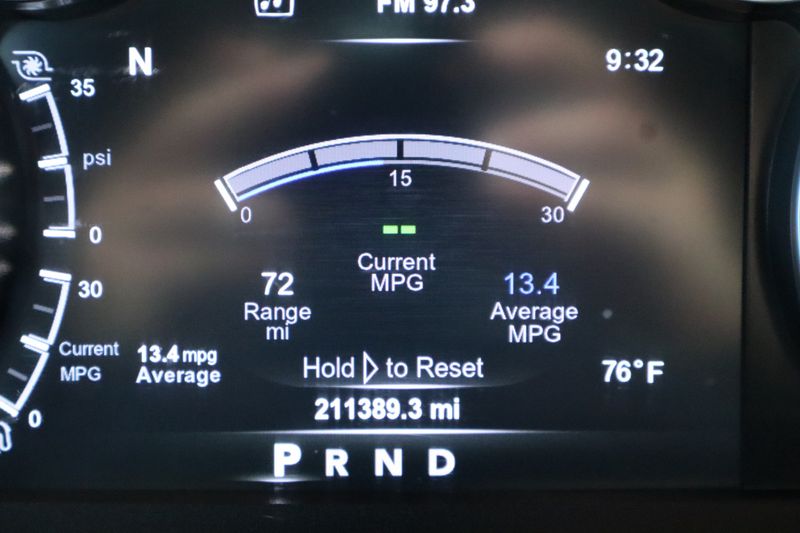 FM 97.3
N
9:32
35
psi
0
15
0
30
Current
MPG
72
Range
mi
13.4
Average
MPG
30
Current
MPG
0
13.4 mpg
Average
Hold ▷ to Reset
76°F
211389.3 mi
P R N D